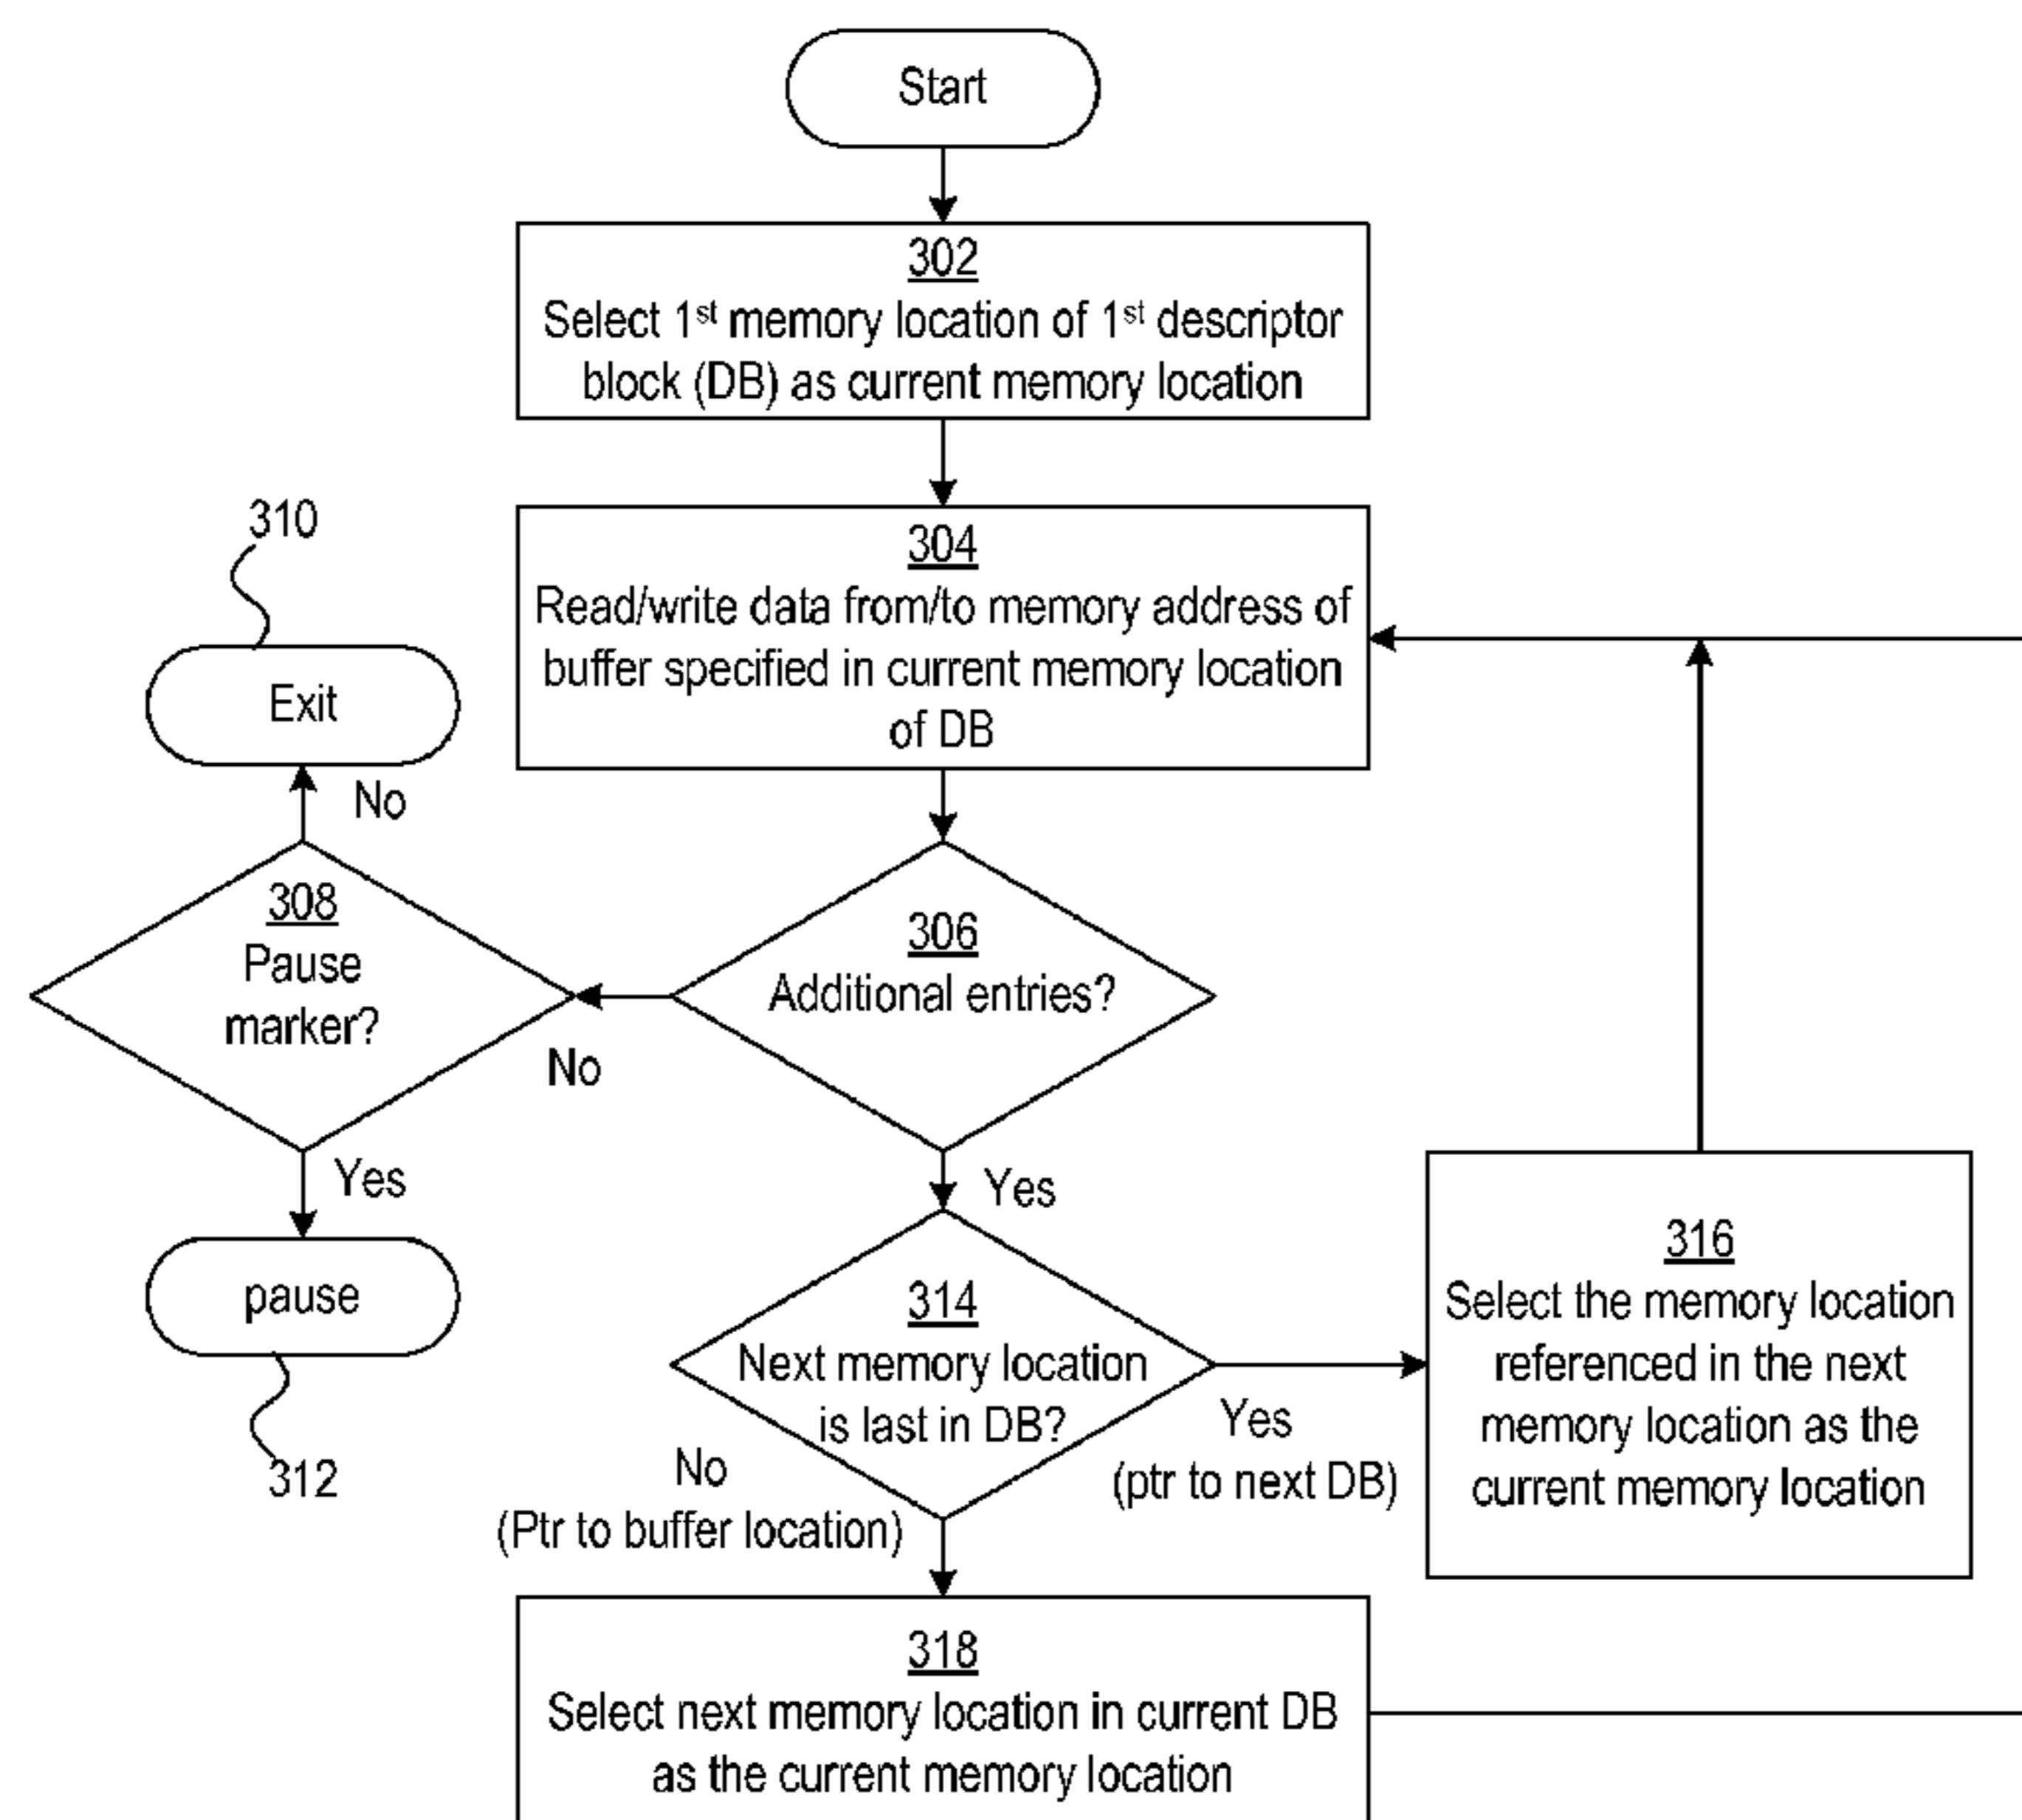 Start
302
Select 1st memory location of 1st descriptor
block (DB) as current memory location
304
Read/write data from/to memory address of
buffer specified in current memory location
of DB
310
Exit
No
308
Pause
marker?
No
306
Additional entries?
Yes
pause
312
Yes
314
Next memory location
is last in DB?
Yes
(ptr to next DB)
No
(Ptr to buffer location)
316
Select the memory location
referenced in the next
memory location as the
current memory location
318
Select next memory location in current DB
as the current memory location